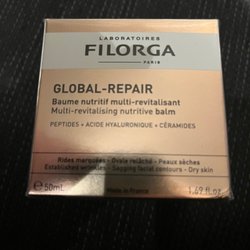 LABORATOIRES
FILORGA
PARIS
GLOBAL-REPAIR
Baume nutritif multi-revitalisant
Multi-revitalising nutritive balm
PEPTIDES + ACIDE HYALURONIQUE + CÉRAMIDES
Rides marquées - Ovale relâché - Peaux sèches
Established wrinkles - Sagging facial contours - Dry skin
℮ 50mL
Made in France
1.69 fl.oz.